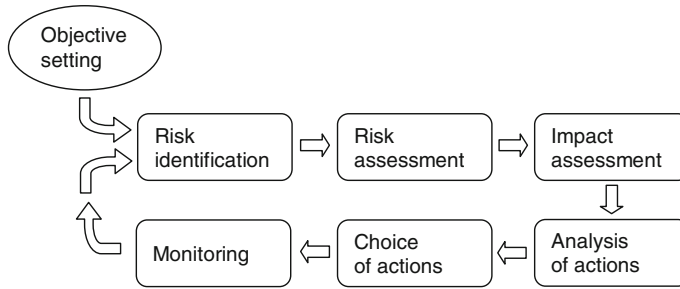 Objective
setting
Risk
identification
Risk
assessment
Impact
assessment
Analysis
of actions
Choice
of actions
Monitoring